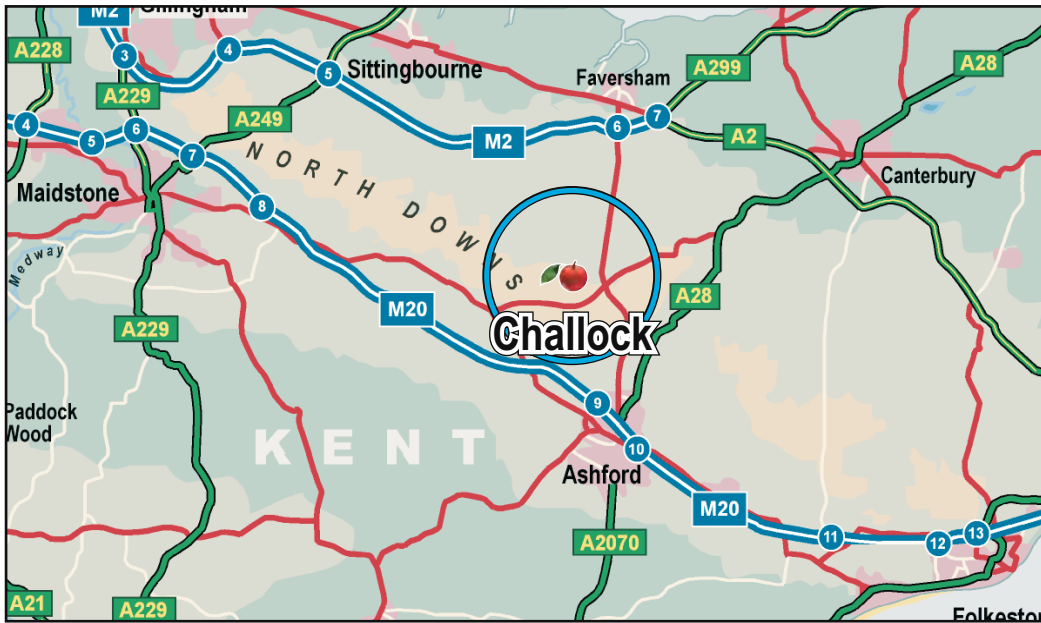 M2
Gillingham
A228
3
4
A229
5
Sittingbourne
Faversham
A299
A28
A249
4
5
6
7
M2
6
7
A2
Maidstone
8
NORTH DOWNS
Canterbury
Medway
M20
A28
A229
Challock
Paddock
Wood
KENT
9
10
Ashford
M20
11
12
13
A2070
A21
A229
Folkeston